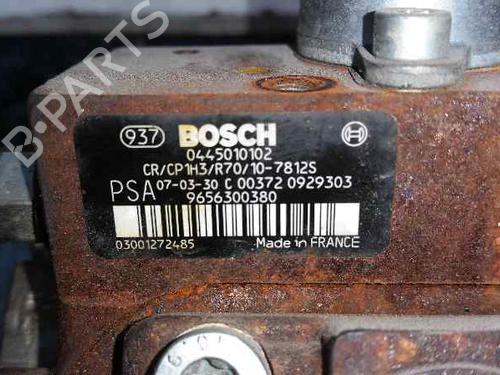 937 BOSCH
0445010102
CR/CP1H3/R70/10-7812S
PSA 07-03-30 C 00372 0929303
9656300380
03001272485 Made in FRANCE
B-PARTS